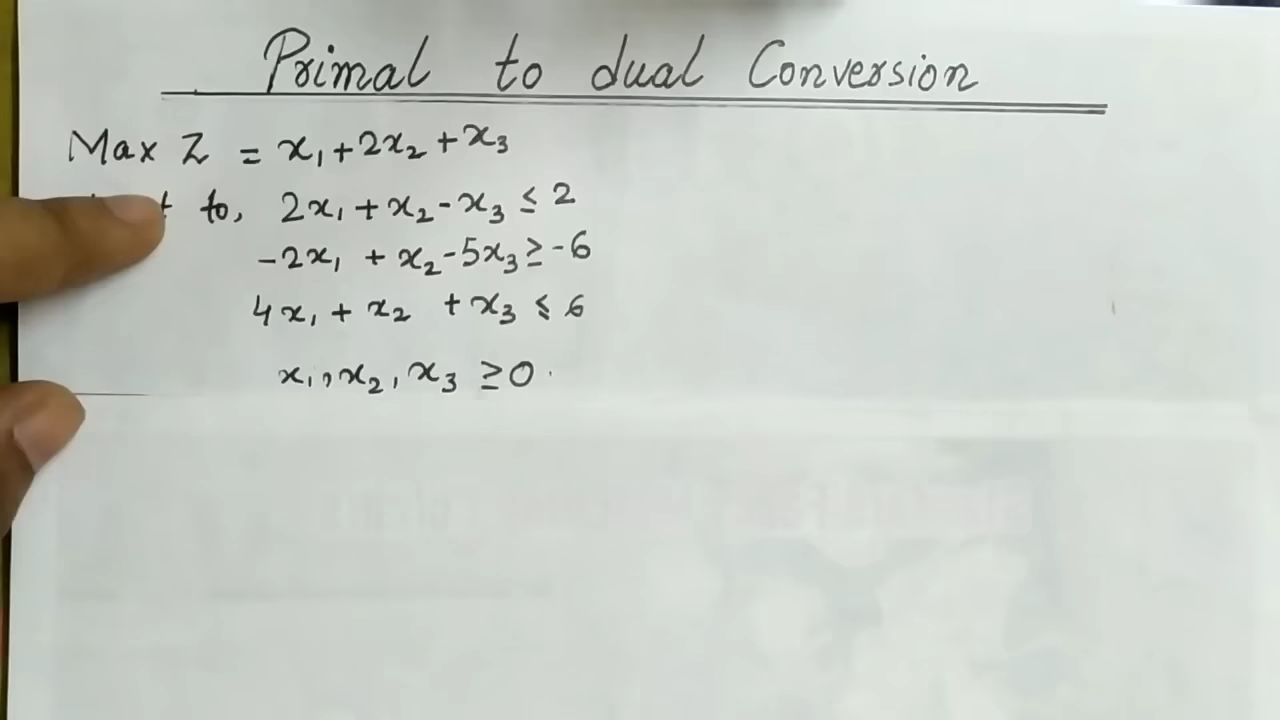 Primal to dual Conversion
Max Z = x₁ + 2x₂ + x₃
to, 2x₁ + x₂ - x₃ ≤ 2
-2x₁ + x₂ - 5x₃ ≥ -6
4x₁ + x₂ + x₃ ≤ 6
x₁, x₂, x₃ ≥ 0.